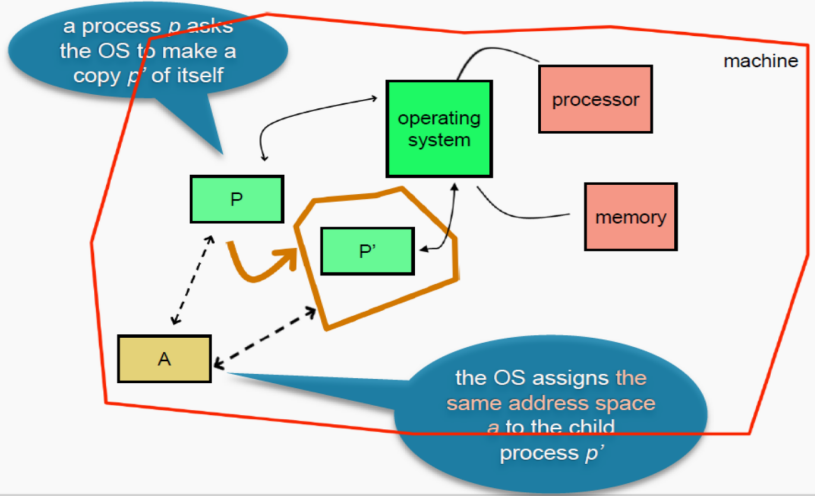 a process p asks
the OS to make a
copy p' of itself
machine
processor
operating
system
memory
P
P'
A
the OS assigns the
same address space
a to the child
process p'